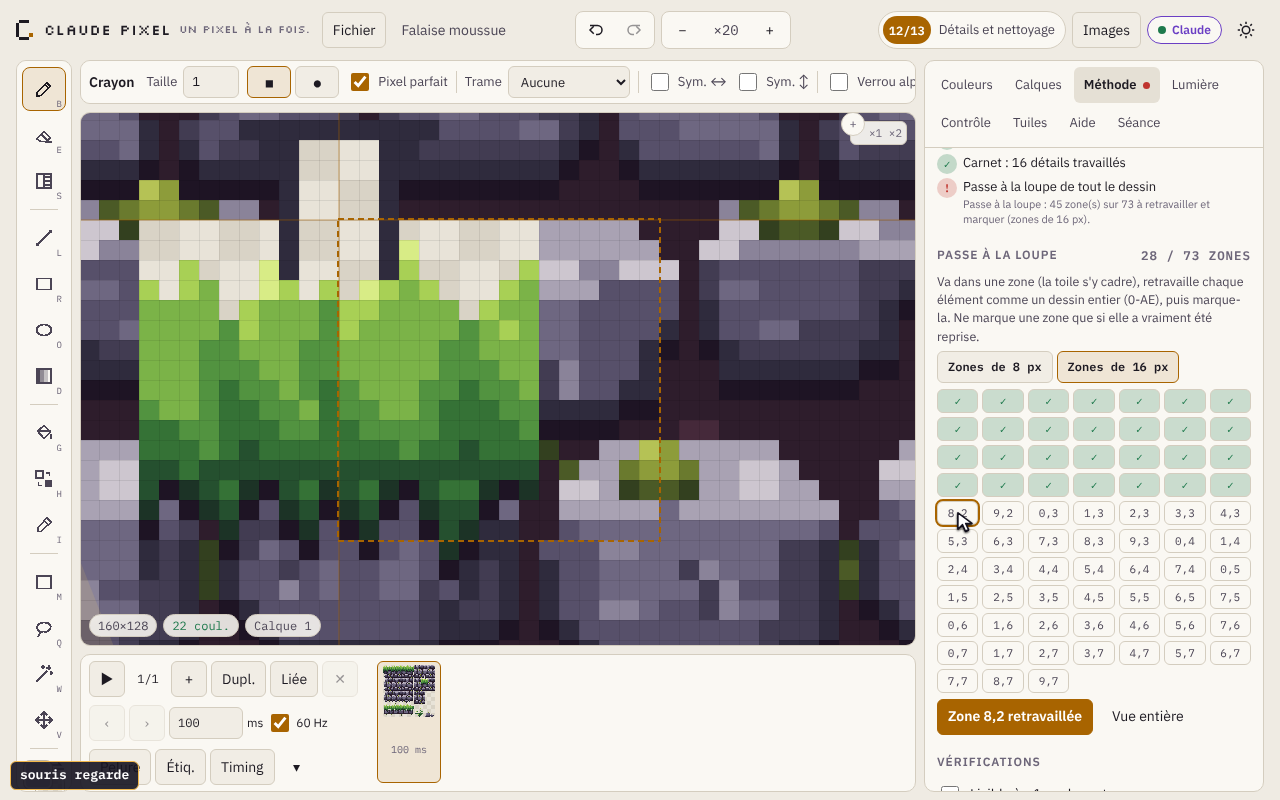 CLAUDE PIXEL UN PIXEL À LA FOIS. Fichier Falaise moussue − ×20 + 12/13 Détails et nettoyage Images Claude
Crayon Taille 1 ■ ● Pixel parfait Trame Aucune Sym. ↔ Sym. ↕ Verrou alp
Couleurs Calques Méthode Lumière
Contrôle Tuiles Aide Séance
+ ×1 ×2
B
E
S
L
R
O
D
G
H
I
M
Q
W
V
✓ Carnet : 16 détails travaillés
! Passe à la loupe de tout le dessin
Passe à la loupe : 45 zone(s) sur 73 à retravailler et
marquer (zones de 16 px).
PASSE À LA LOUPE 28 / 73 ZONES
Va dans une zone (la toile s'y cadre), retravaille chaque
élément comme un dessin entier (0-AE), puis marque-
la. Ne marque une zone que si elle a vraiment été
reprise.
Zones de 8 px Zones de 16 px
✓ ✓ ✓ ✓ ✓ ✓ ✓
✓ ✓ ✓ ✓ ✓ ✓ ✓
✓ ✓ ✓ ✓ ✓ ✓ ✓
✓ ✓ ✓ ✓ ✓ ✓ ✓
8,2 9,2 0,3 1,3 2,3 3,3 4,3
5,3 6,3 7,3 8,3 9,3 0,4 1,4
2,4 3,4 4,4 5,4 6,4 7,4 0,5
1,5 2,5 3,5 4,5 5,5 6,5 7,5
0,6 1,6 2,6 3,6 4,6 5,6 7,6
0,7 1,7 2,7 3,7 4,7 5,7 6,7
7,7 8,7 9,7
Zone 8,2 retravaillée Vue entière
VÉRIFICATIONS
160×128 22 coul. Calque 1
▶ 1/1 + Dupl. Liée ✕
‹ › 100 ms 60 Hz
Étiq. Timing ▼
100 ms
souris regarde